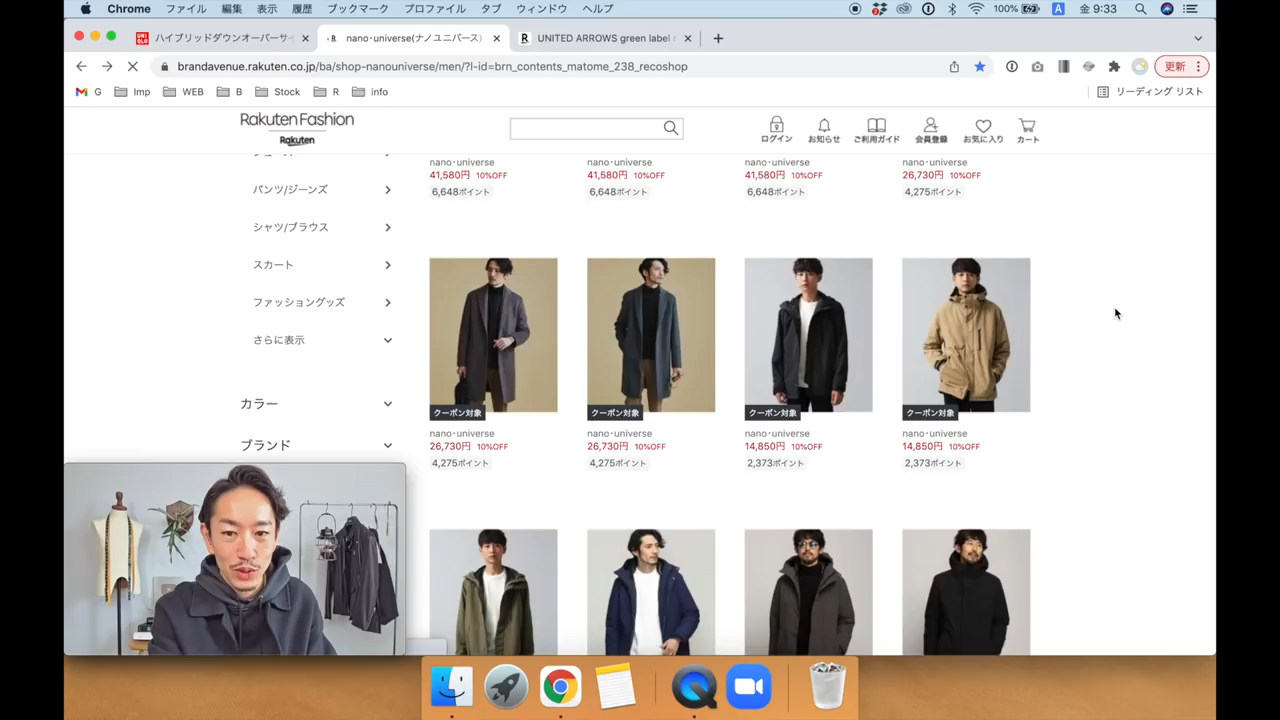 Chrome ファイル 編集 表示 履歴 ブックマーク プロファイル タブ ウィンドウ ヘルプ 100% A 金 9:33
ハイブリッドダウンオーバーサイ
nano･universe(ナノユニバース)
UNITED ARROWS green label r
brandavenue.rakuten.co.jp/ba/shop-nanouniverse/men/?l-id=brn_contents_matome_238_recoshop
更新
G Imp WEB B Stock R info リーディング リスト
Rakuten Fashion
Rakuten
ログイン お知らせ ご利用ガイド 会員登録 お気に入り カート
パンツ/ジーンズ
シャツ/ブラウス
スカート
ファッショングッズ
さらに表示
カラー
ブランド
nano･universe nano･universe nano･universe nano･universe
41,580円 10%OFF 41,580円 10%OFF 41,580円 10%OFF 26,730円 10%OFF
6,648ポイント 6,648ポイント 6,648ポイント 4,275ポイント
クーポン対象 クーポン対象 クーポン対象 クーポン対象
nano･universe nano･universe nano･universe nano･universe
26,730円 10%OFF 26,730円 10%OFF 14,850円 10%OFF 14,850円 10%OFF
4,275ポイント 4,275ポイント 2,373ポイント 2,373ポイント